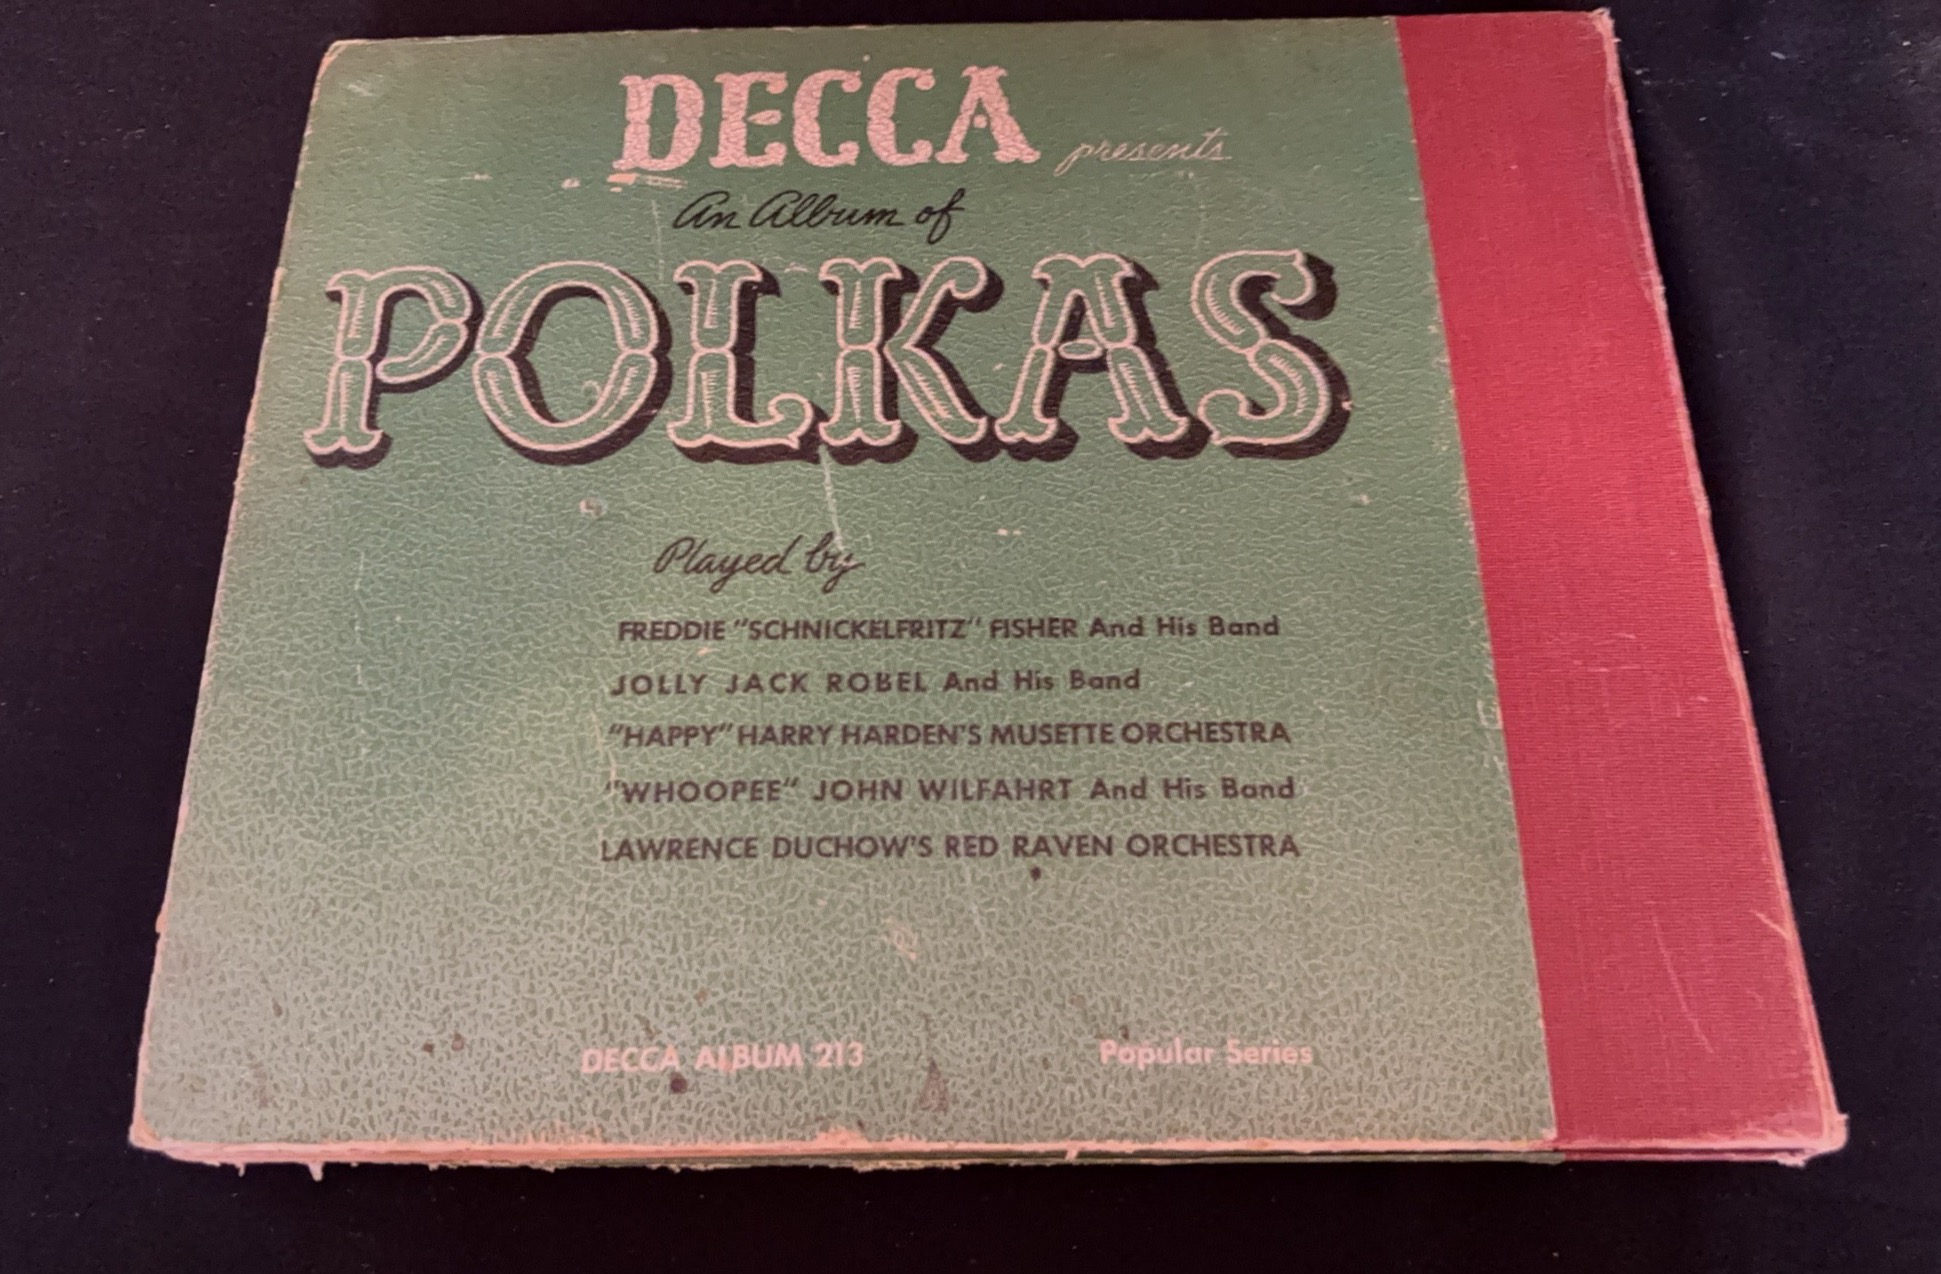 DECCA presents
An Album of
POLKAS
Played by
FREDDIE "SCHNICKELFRITZ" FISHER And His Band
JOLLY JACK ROBEL And His Band
"HAPPY" HARRY HARDEN'S MUSETTE ORCHESTRA
"WHOOPEE" JOHN WILFAHRT And His Band
LAWRENCE DUCHOW'S RED RAVEN ORCHESTRA
DECCA ALBUM 213 Popular Series